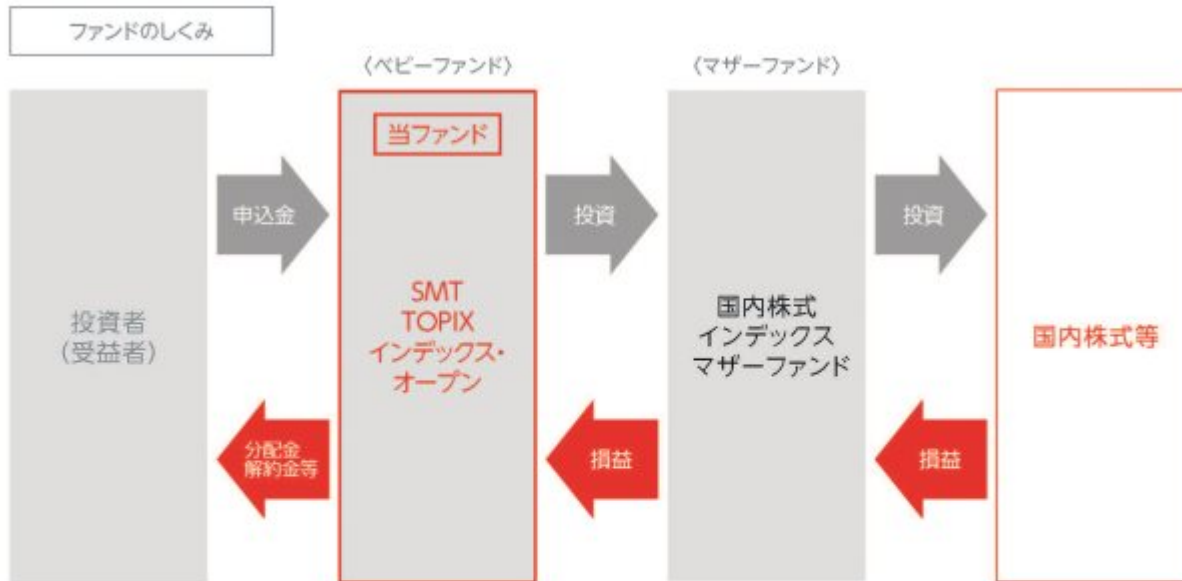 ファンドのしくみ
〈ベビーファンド〉
〈マザーファンド〉
当ファンド
申込金
投資
投資
投資者
(受益者)
SMT
TOPIX
インデックス・
オープン
国内株式
インデックス
マザーファンド
国内株式等
分配金
解約金等
損益
損益